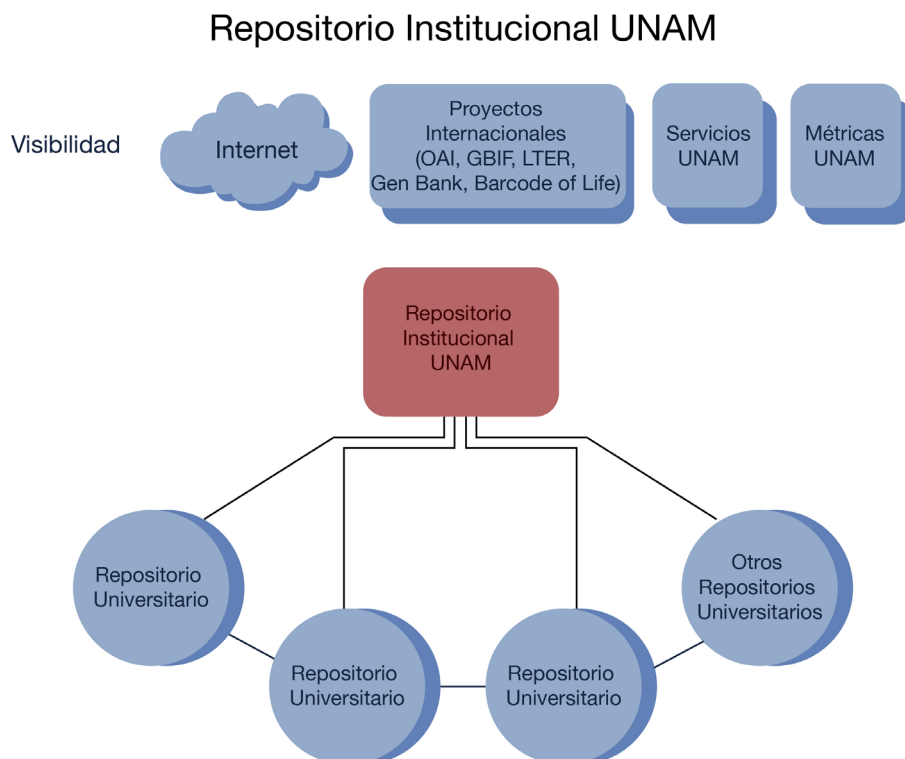 Repositorio Institucional UNAM
Visibilidad
Internet
Proyectos
Internacionales
(OAI, GBIF, LTER,
Gen Bank, Barcode of Life)
Servicios
UNAM
Métricas
UNAM
Repositorio
Institucional
UNAM
Repositorio
Universitario
Repositorio
Universitario
Repositorio
Universitario
Otros
Repositorios
Universitarios